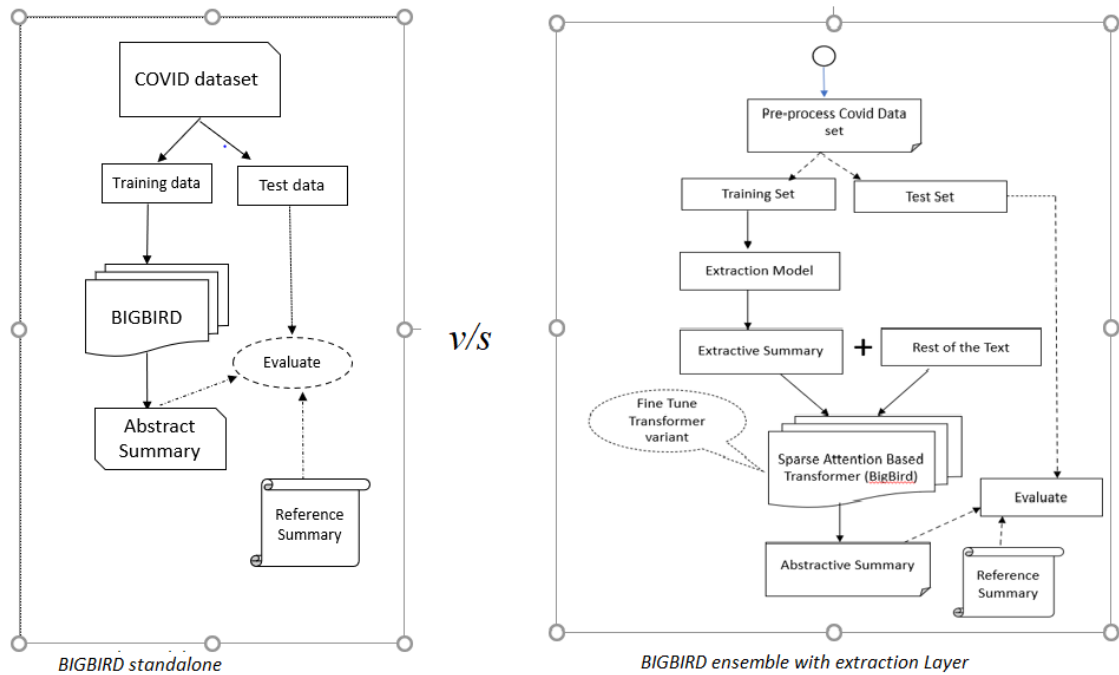 COVID dataset
Training data
Test data
BIGBIRD
Evaluate
Abstract
Summary
Reference
Summary
BIGBIRD standalone
v/s
Pre-process Covid Data
set
Training Set
Test Set
Extraction Model
Extractive Summary
+
Rest of the Text
Fine Tune
Transformer
variant
Sparse Attention Based
Transformer (BigBird)
Evaluate
Abstractive Summary
Reference
Summary
BIGBIRD ensemble with extraction Layer